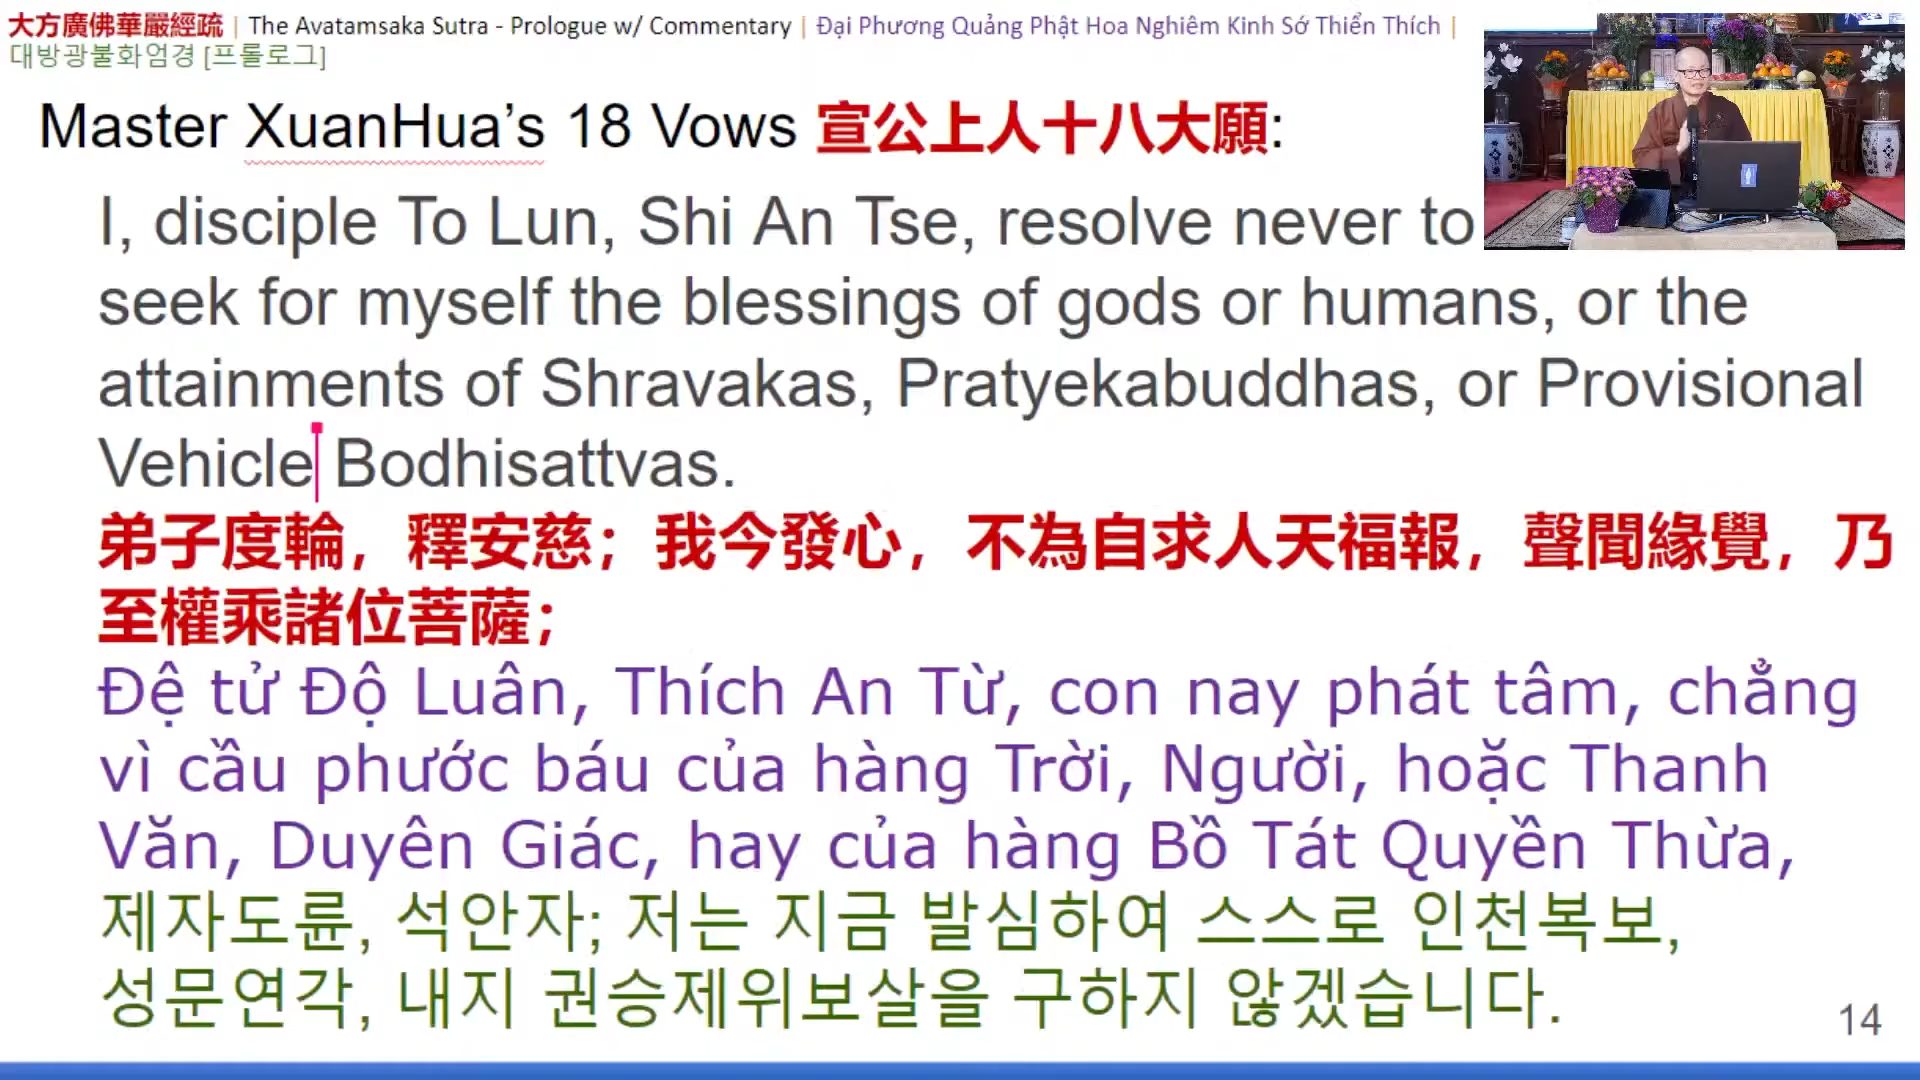 大方廣佛華嚴經疏 | The Avatamsaka Sutra - Prologue w/ Commentary | Đại Phương Quảng Phật Hoa Nghiêm Kinh Sớ Thiển Thích |
대방광불화엄경 [프롤로그]
Master XuanHua’s 18 Vows 宣公上人十八大願:
I, disciple To Lun, Shi An Tse, resolve never to
seek for myself the blessings of gods or humans, or the
attainments of Shravakas, Pratyekabuddhas, or Provisional
Vehicle Bodhisattvas.
弟子度輪，釋安慈；我今發心，不為自求人天福報，聲聞緣覺，乃
至權乘諸位菩薩；
Đệ tử Độ Luân, Thích An Từ, con nay phát tâm, chẳng
vì cầu phước báu của hàng Trời, Người, hoặc Thanh
Văn, Duyên Giác, hay của hàng Bồ Tát Quyền Thừa,
제자도륜, 석안자; 저는 지금 발심하여 스스로 인천복보,
성문연각, 내지 권승제위보살을 구하지 않겠습니다.
14